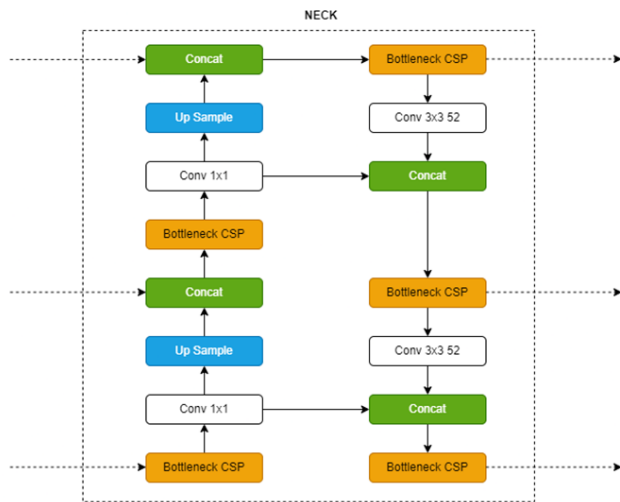 NECK
Concat
Bottleneck CSP
Up Sample
Conv 3x3 52
Conv 1x1
Concat
Bottleneck CSP
Concat
Bottleneck CSP
Up Sample
Conv 3x3 52
Conv 1x1
Concat
Bottleneck CSP
Bottleneck CSP